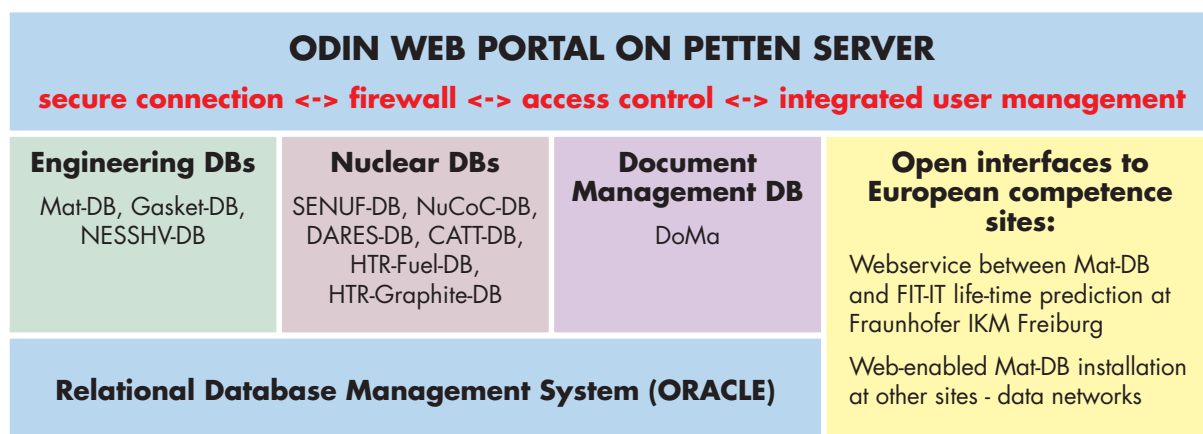 ODIN WEB PORTAL ON PETTEN SERVER
secure connection <-> firewall <-> access control <-> integrated user management
Engineering DBs
Mat-DB, Gasket-DB,
NESSHV-DB
Nuclear DBs
SENUF-DB, NuCoC-DB,
DARES-DB, CATT-DB,
HTR-Fuel-DB,
HTR-Graphite-DB
Document
Management DB
DoMa
Open interfaces to
European competence
sites:
Webservice between Mat-DB
and FIT-IT life-time prediction at
Fraunhofer IKM Freiburg
Web-enabled Mat-DB installation
at other sites - data networks
Relational Database Management System (ORACLE)